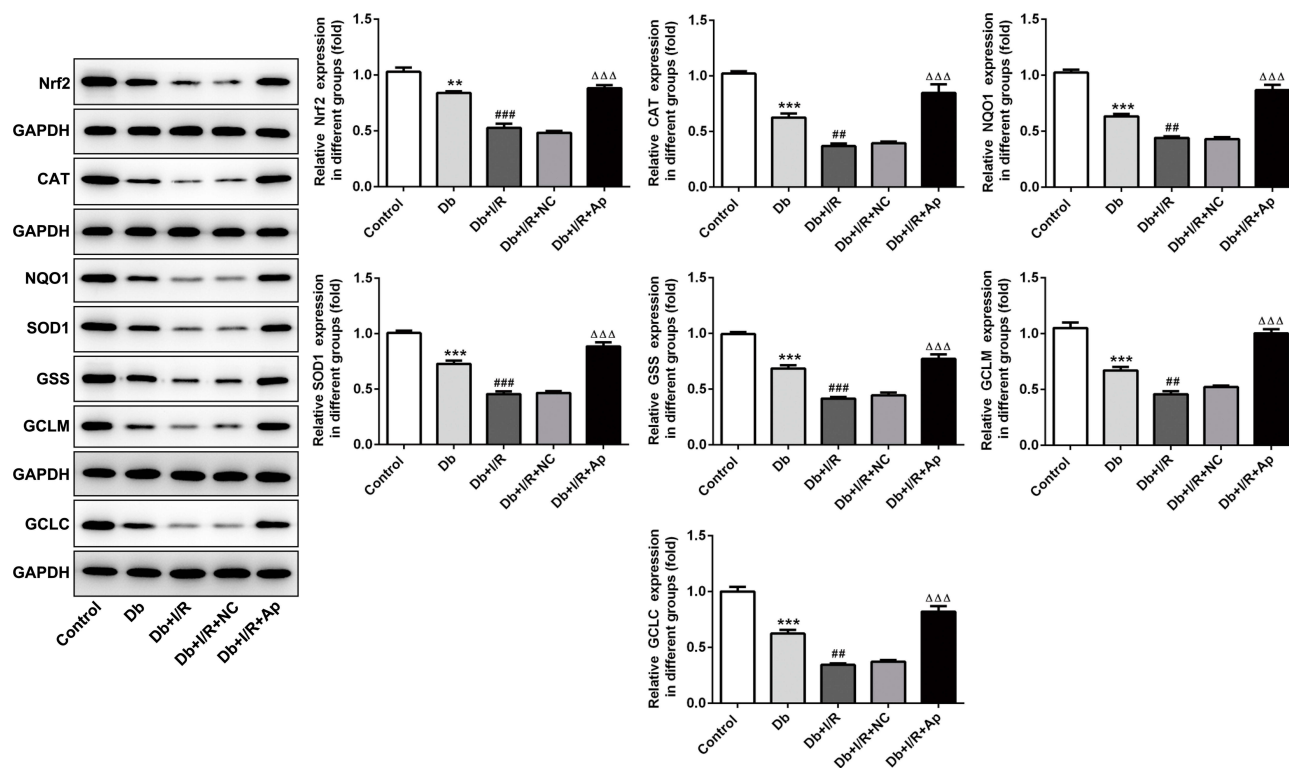 Nrf2
GAPDH
CAT
GAPDH
NQO1
SOD1
GSS
GCLM
GAPDH
GCLC
GAPDH
Control
Db
Db+I/R
Db+I/R+NC
Db+I/R+Ap
Relative Nrf2 expression
in different groups (fold)
1.5
1.0
0.5
0.0
**
###
ΔΔΔ
Control
Db
Db+I/R
Db+I/R+NC
Db+I/R+Ap
Relative CAT expression
in different groups (fold)
1.5
1.0
0.5
0.0
***
##
ΔΔΔ
Control
Db
Db+I/R
Db+I/R+NC
Db+I/R+Ap
Relative NQO1 expression
in different groups (fold)
1.5
1.0
0.5
0.0
***
##
ΔΔΔ
Control
Db
Db+I/R
Db+I/R+NC
Db+I/R+Ap
Relative SOD1 expression
in different groups (fold)
1.5
1.0
0.5
0.0
***
###
ΔΔΔ
Control
Db
Db+I/R
Db+I/R+NC
Db+I/R+Ap
Relative GSS expression
in different groups (fold)
1.5
1.0
0.5
0.0
***
###
ΔΔΔ
Control
Db
Db+I/R
Db+I/R+NC
Db+I/R+Ap
Relative GCLM expression
in different groups (fold)
1.5
1.0
0.5
0.0
***
##
ΔΔΔ
Control
Db
Db+I/R
Db+I/R+NC
Db+I/R+Ap
Relative GCLC expression
in different groups (fold)
1.5
1.0
0.5
0.0
***
##
ΔΔΔ
Control
Db
Db+I/R
Db+I/R+NC
Db+I/R+Ap